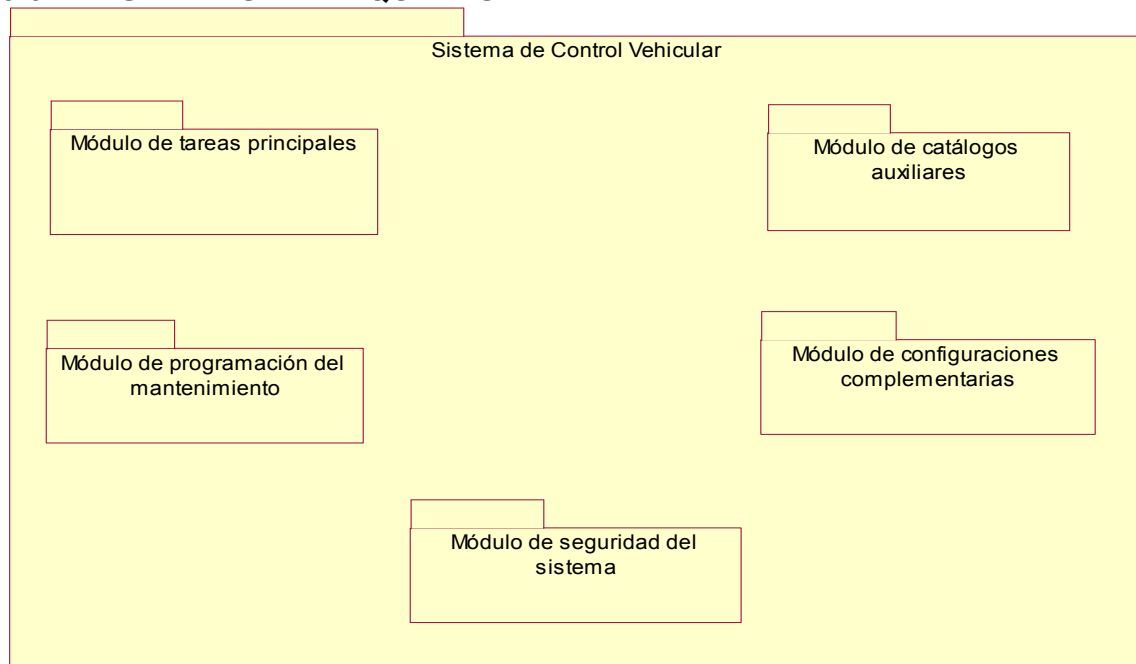 Sistema de Control Vehicular
Módulo de tareas principales
Módulo de catálogos
auxiliares
Módulo de programación del
mantenimiento
Módulo de configuraciones
complementarias
Módulo de seguridad del
sistema